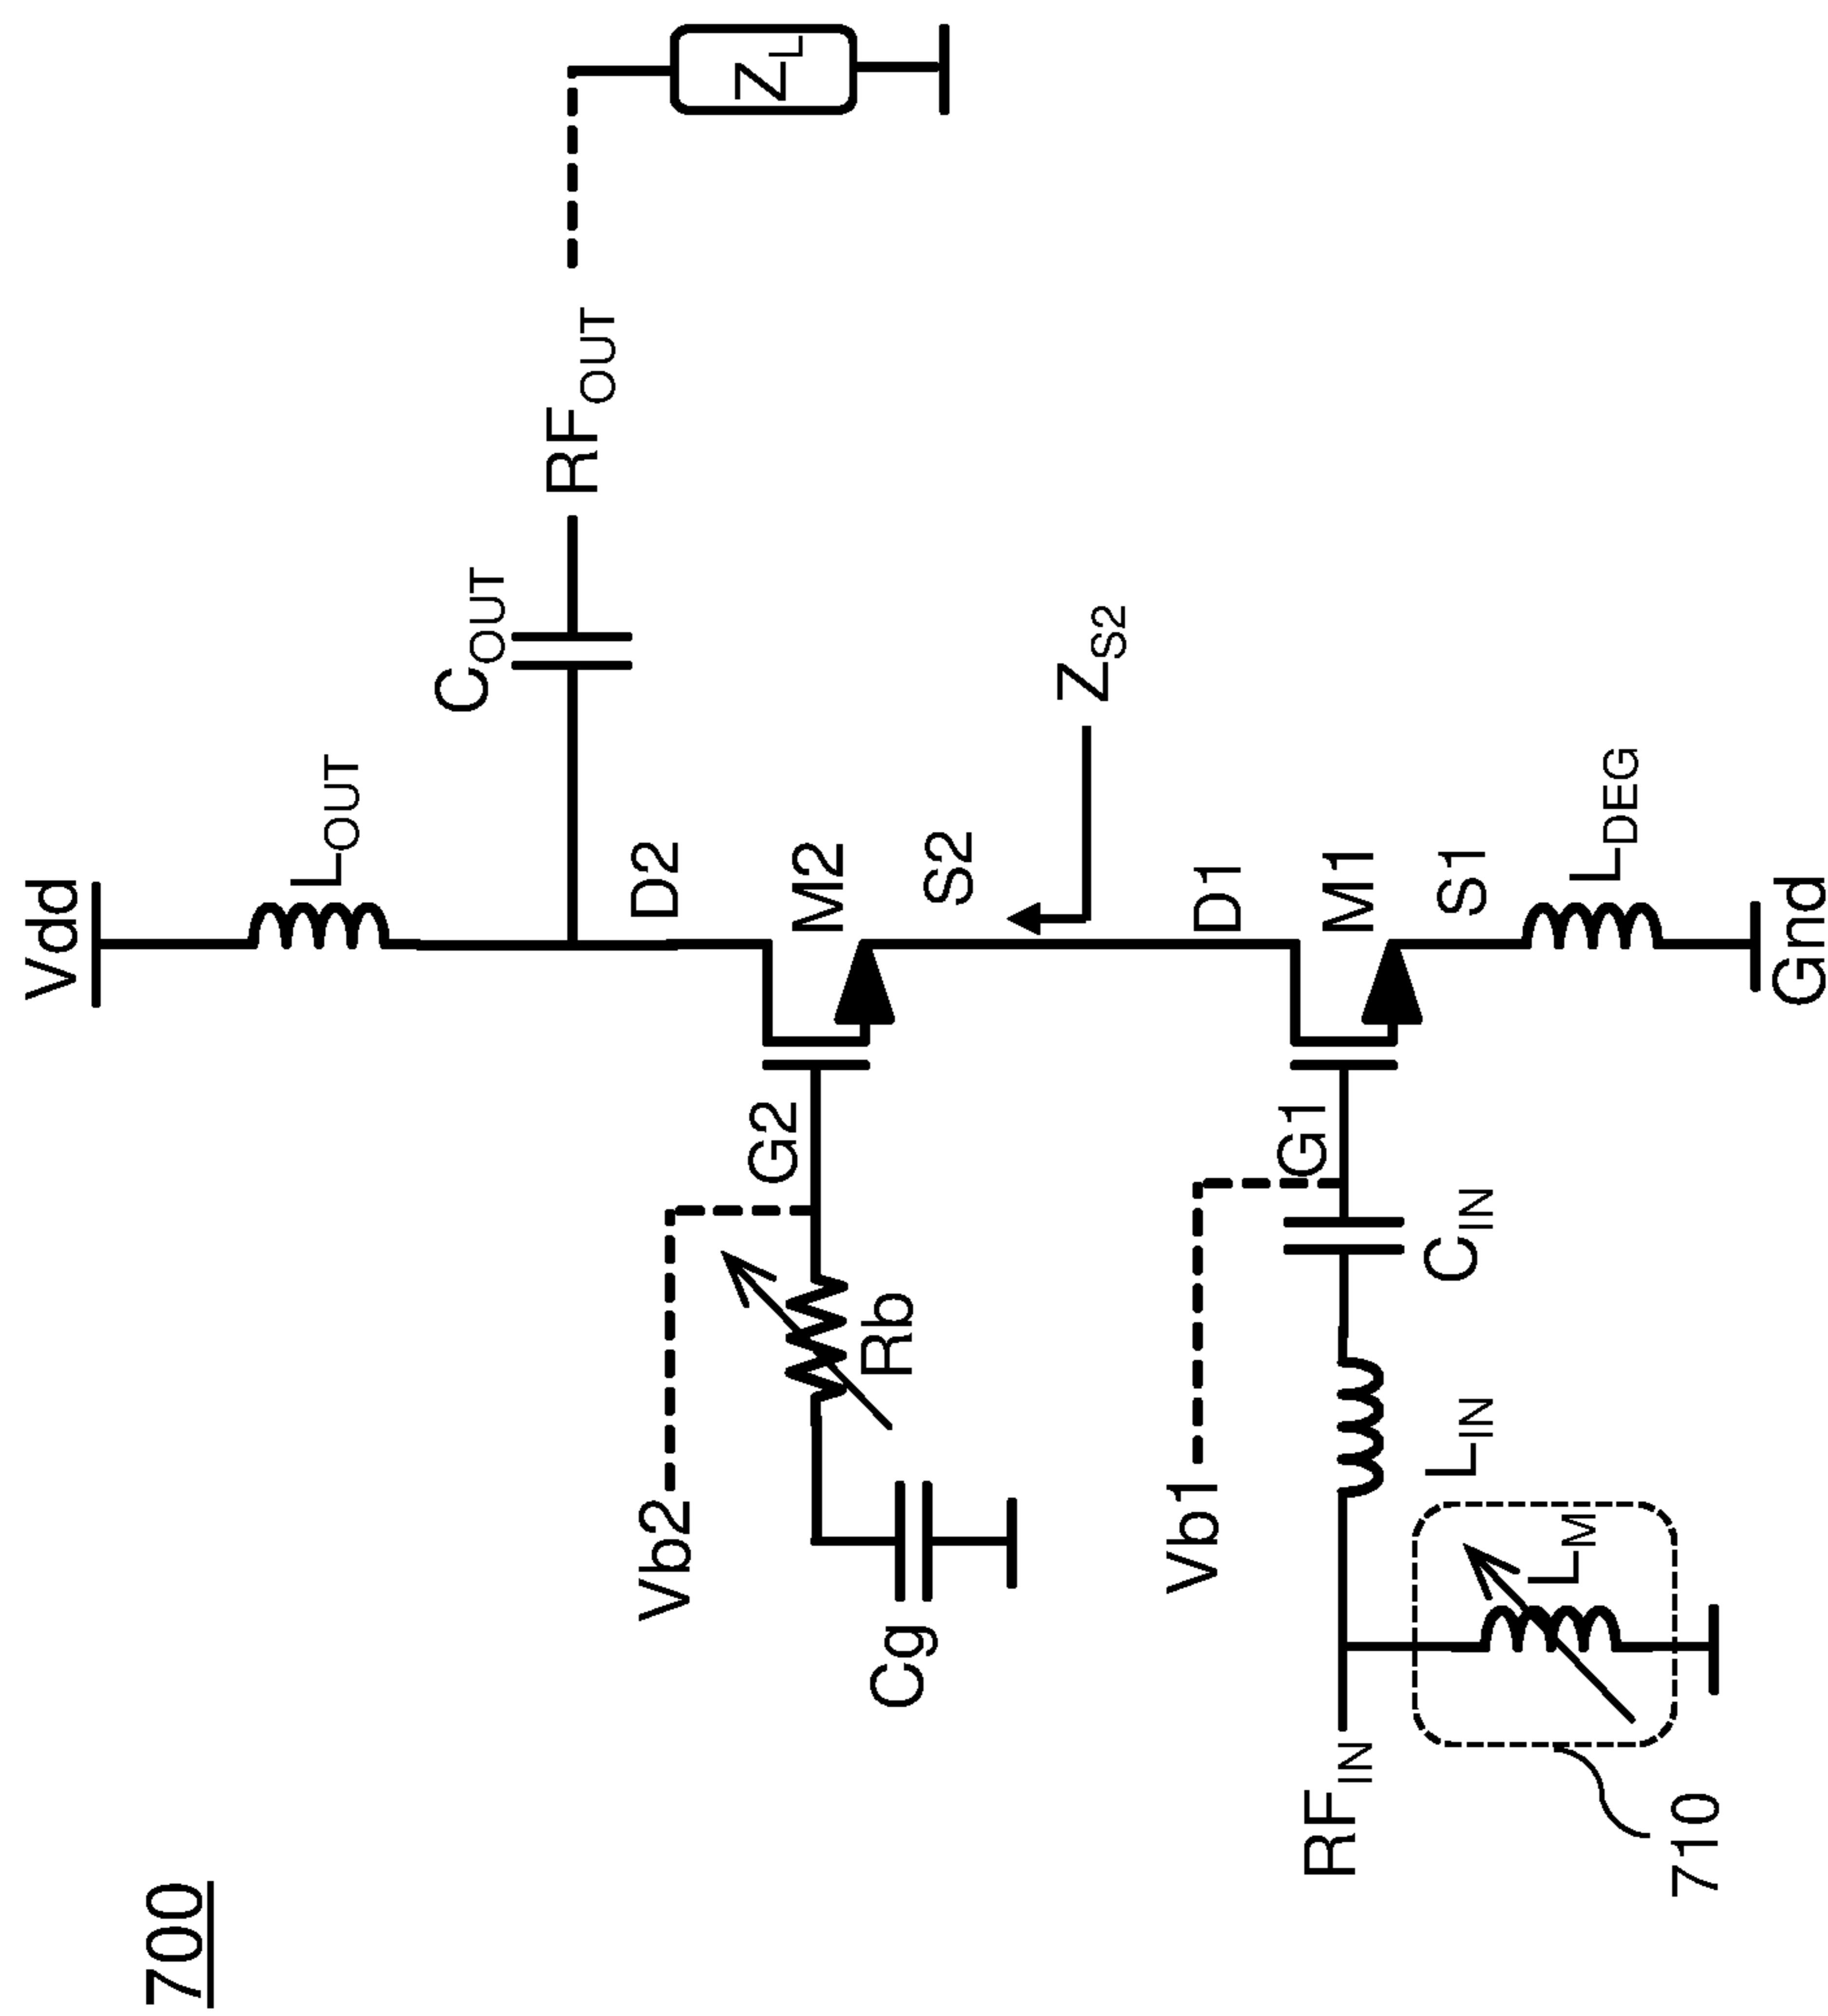 700
Vdd
L_OUT
C_OUT
RF_OUT
Z_L
D2
Vb2
G2
M2
Rb
Cg
S2
Z_S2
D1
Vb1
G1
M1
RF_IN
L_IN
C_IN
S1
L_M
L_DEG
710
Gnd